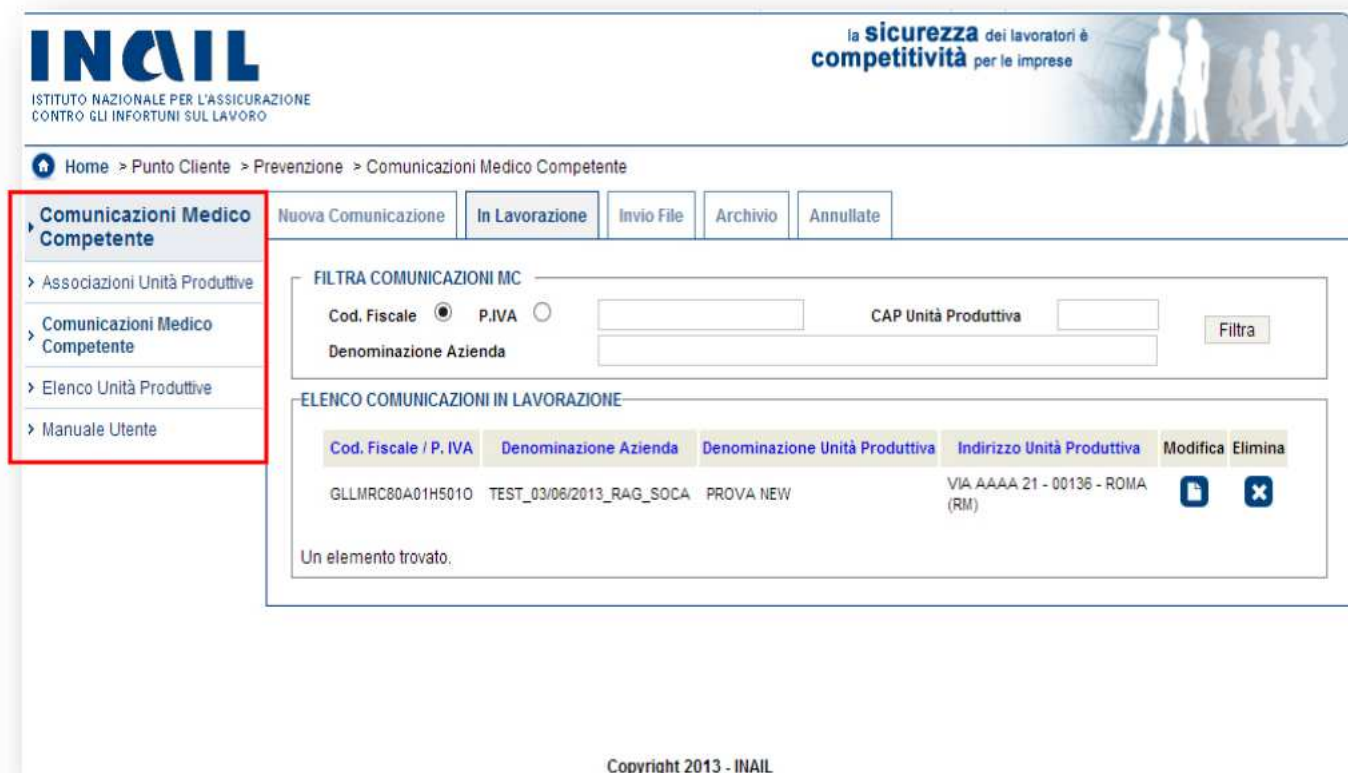 INAIL
ISTITUTO NAZIONALE PER L'ASSICURAZIONE
CONTRO GLI INFORTUNI SUL LAVORO
la sicurezza dei lavoratori è
competitività per le imprese
Home > Punto Cliente > Prevenzione > Comunicazioni Medico Competente
Comunicazioni Medico
Competente
> Associazioni Unità Produttive
> Comunicazioni Medico
Competente
> Elenco Unità Produttive
> Manuale Utente
Nuova Comunicazione In Lavorazione Invio File Archivio Annullate
FILTRA COMUNICAZIONI MC
Cod. Fiscale P.IVA CAP Unità Produttiva Filtra
Denominazione Azienda
ELENCO COMUNICAZIONI IN LAVORAZIONE
Cod. Fiscale / P. IVA Denominazione Azienda Denominazione Unità Produttiva Indirizzo Unità Produttiva Modifica Elimina
GLLMRC80A01H501O TEST_03/06/2013_RAG_SOCA PROVA NEW VIA AAAA 21 - 00136 - ROMA
(RM)
Un elemento trovato.
Copyright 2013 - INAIL